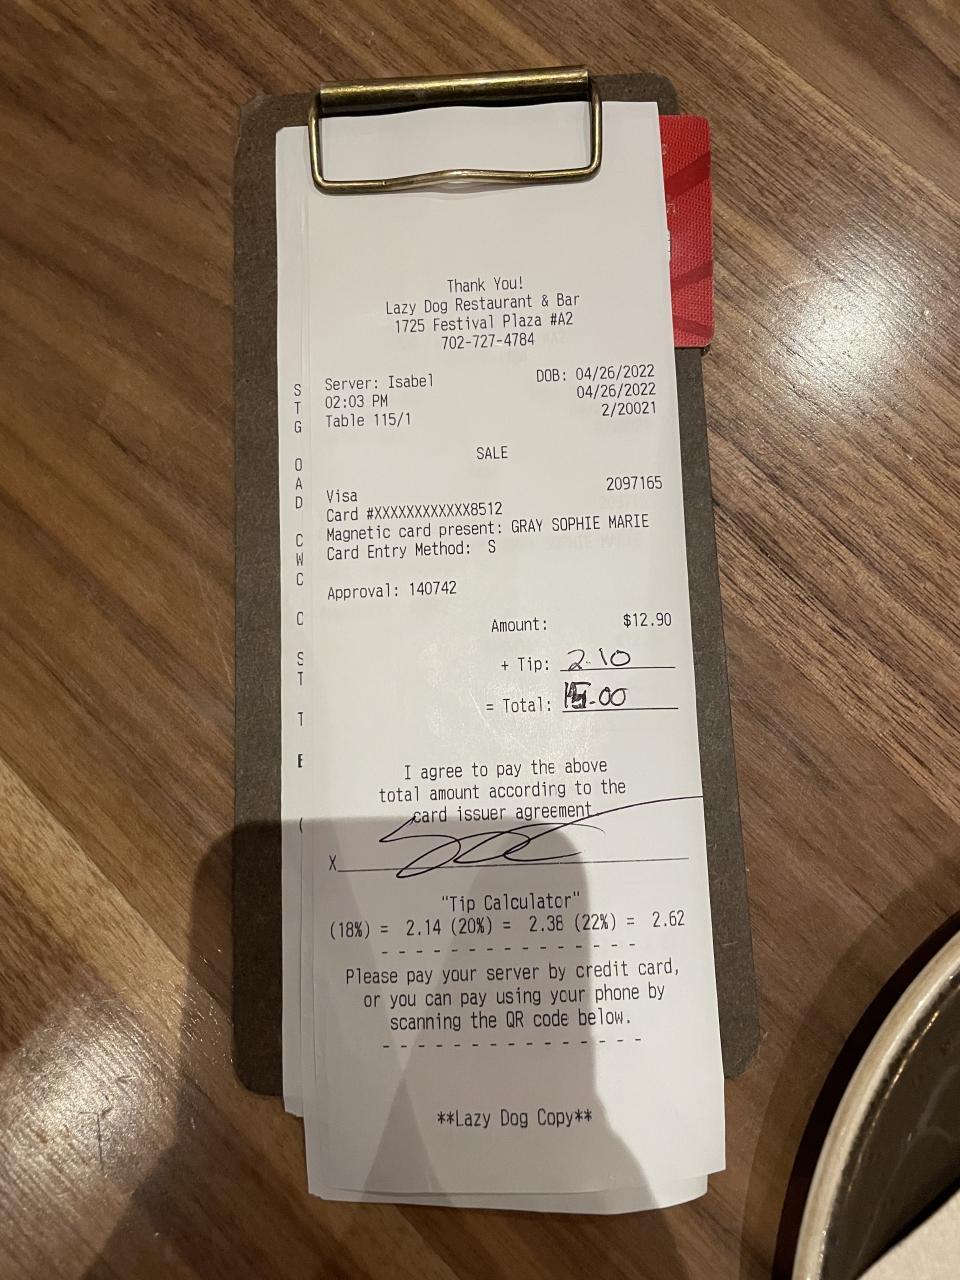 Thank You!
Lazy Dog Restaurant & Bar
1725 Festival Plaza #A2
702-727-4784
Server: Isabel DOB: 04/26/2022
02:03 PM 04/26/2022
Table 115/1 2/20021
SALE
Visa 2097165
Card #XXXXXXXXXXXX8512
Magnetic card present: GRAY SOPHIE MARIE
Card Entry Method: S
Approval: 140742
Amount: $12.90
+ Tip: 2.10
= Total: 15.00
I agree to pay the above
total amount according to the
card issuer agreement.
X
"Tip Calculator"
(18%) = 2.14 (20%) = 2.38 (22%) = 2.62
- - - - - - - - - - - - - - -
Please pay your server by credit card,
or you can pay using your phone by
scanning the QR code below.
- - - - - - - - - - - - - - -
**Lazy Dog Copy**
S
T
G
O
A
D
C
W
C
C
S
T
T
E
(